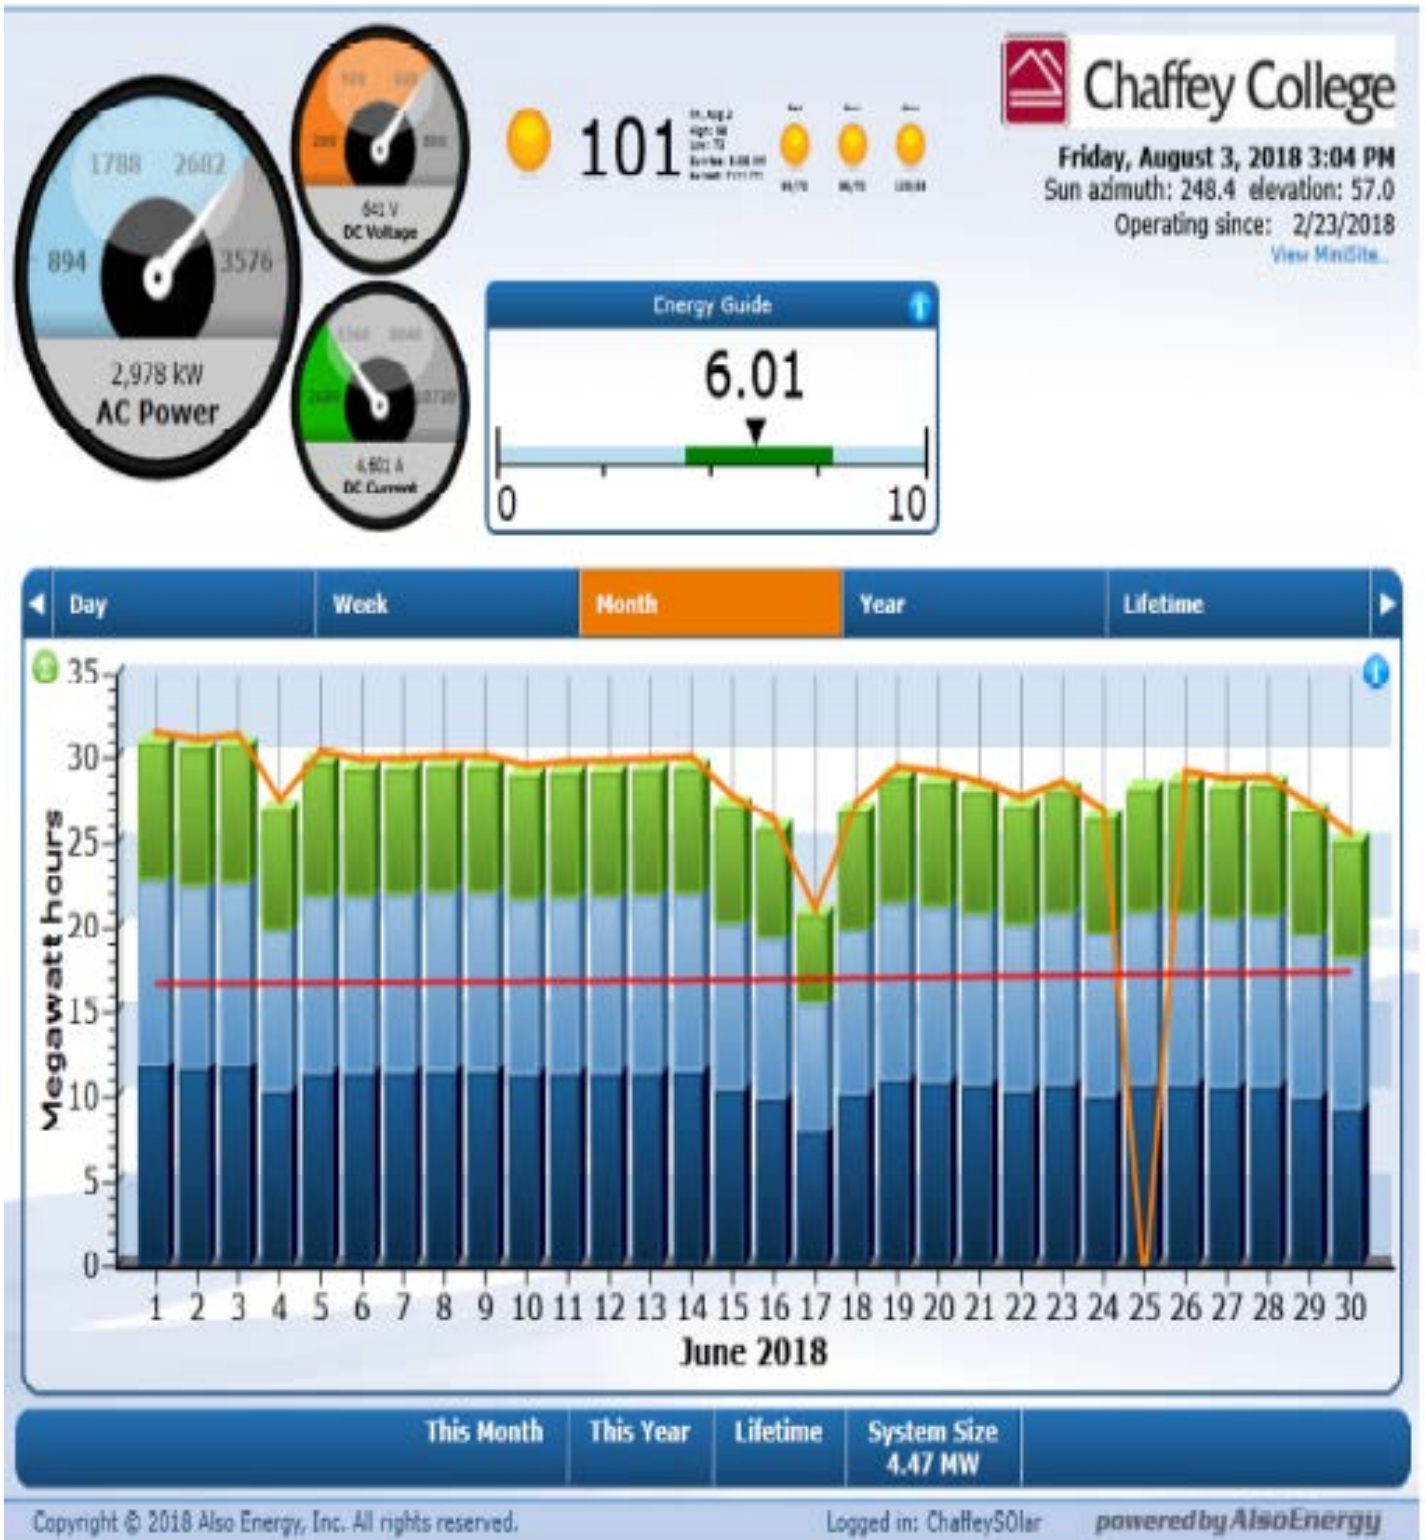 Chaffey College
Friday, August 3, 2018 3:04 PM
Sun azimuth: 248.4 elevation: 57.0
Operating since: 2/23/2018
View MiniSite..
101
894
1788
2682
3576
2,978 kW
AC Power
641 V
DC Voltage
4,601 A
DC Current
Energy Guide
6.01
0
10
Day
Week
Month
Year
Lifetime
35
30
25
20
15
10
5
0
Megawatt hours
1 2 3 4 5 6 7 8 9 10 11 12 13 14 15 16 17 18 19 20 21 22 23 24 25 26 27 28 29 30
June 2018
This Month
This Year
Lifetime
System Size
4.47 MW
Copyright © 2018 Also Energy, Inc. All rights reserved.
Logged in: ChaffeySOlar
powered by AlsoEnergy